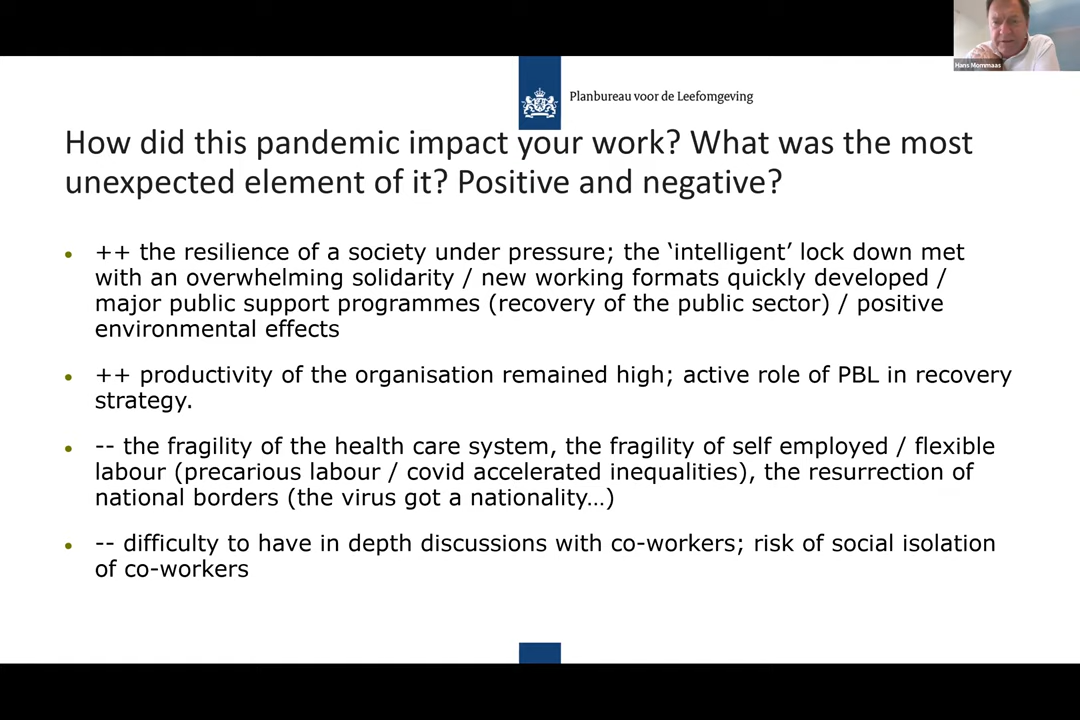 Hans Mommaas
Planbureau voor de Leefomgeving
How did this pandemic impact your work? What was the most
unexpected element of it? Positive and negative?
• ++ the resilience of a society under pressure; the ‘intelligent’ lock down met
with an overwhelming solidarity / new working formats quickly developed /
major public support programmes (recovery of the public sector) / positive
environmental effects
• ++ productivity of the organisation remained high; active role of PBL in recovery
strategy.
• -- the fragility of the health care system, the fragility of self employed / flexible
labour (precarious labour / covid accelerated inequalities), the resurrection of
national borders (the virus got a nationality…)
• -- difficulty to have in depth discussions with co-workers; risk of social isolation
of co-workers